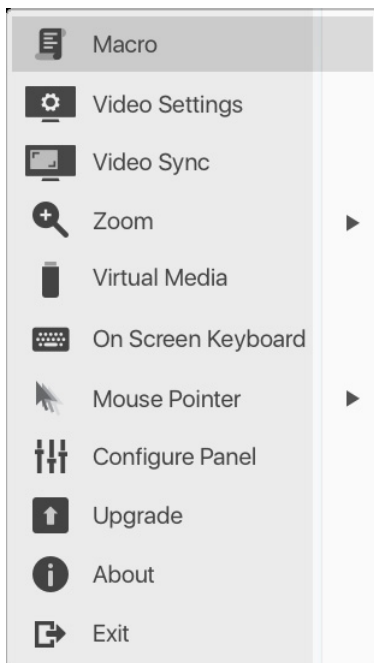 Macro
Video Settings
Video Sync
Zoom
Virtual Media
On Screen Keyboard
Mouse Pointer
Configure Panel
Upgrade
About
Exit